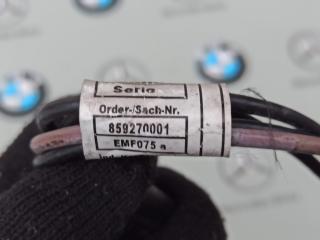 Serie
Order-/Sach-Nr.
859270001
EMF075 a